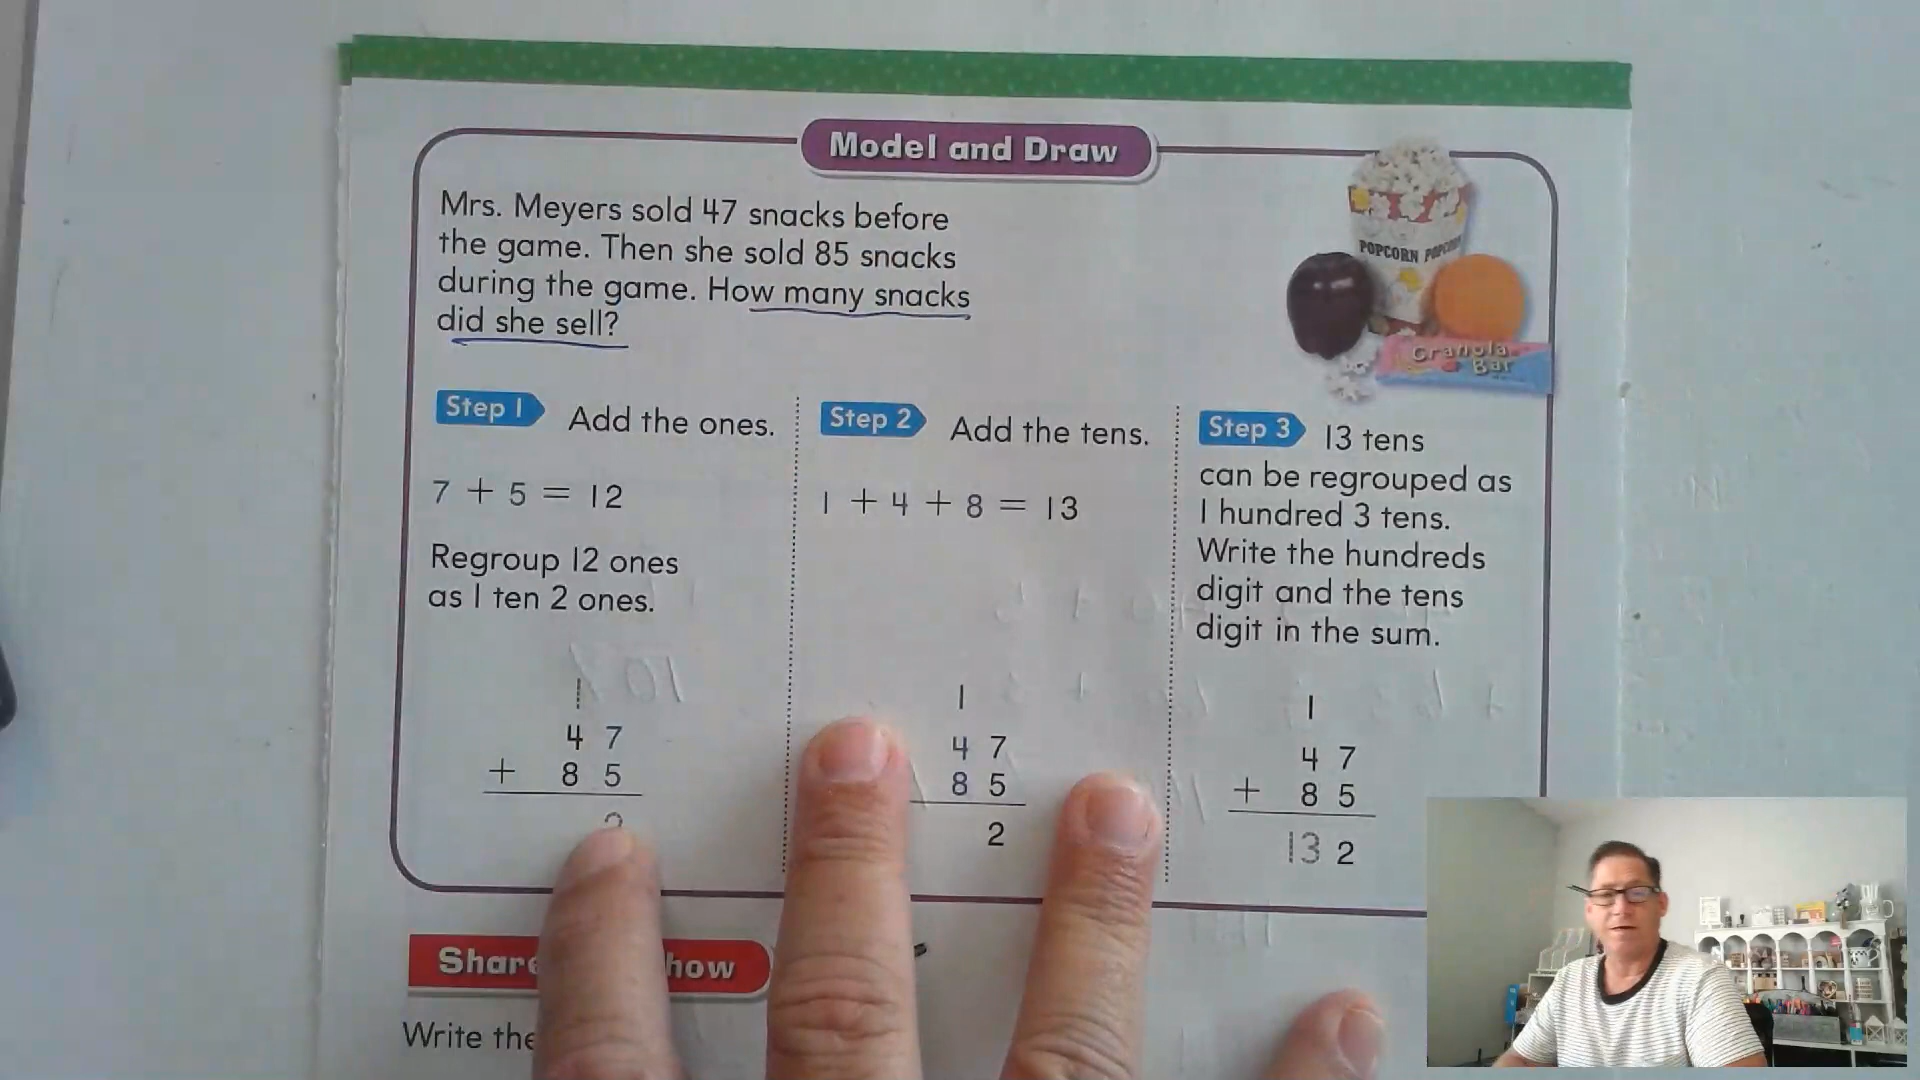 Model and Draw
Mrs. Meyers sold 47 snacks before
the game. Then she sold 85 snacks
during the game. How many snacks
did she sell?
POPCORN
Granola
Bar
Step 1 Add the ones.
7 + 5 = 12
Regroup 12 ones
as 1 ten 2 ones.
1
4 7
+ 8 5
2
Step 2 Add the tens.
1 + 4 + 8 = 13
1
4 7
8 5
2
Step 3 13 tens
can be regrouped as
1 hundred 3 tens.
Write the hundreds
digit and the tens
digit in the sum.
1
4 7
+ 8 5
13 2
Write the